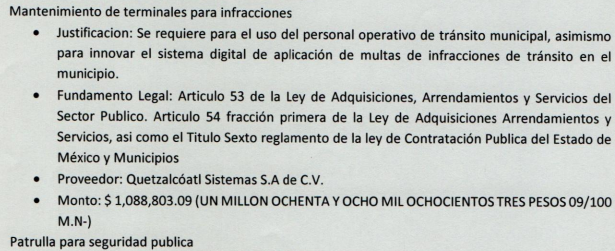 Mantenimiento de terminales para infracciones
• Justificacion: Se requiere para el uso del personal operativo de tránsito municipal, asimismo
para innovar el sistema digital de aplicación de multas de infracciones de tránsito en el
municipio.
• Fundamento Legal: Articulo 53 de la Ley de Adquisiciones, Arrendamientos y Servicios del
Sector Publico. Articulo 54 fracción primera de la Ley de Adquisiciones Arrendamientos y
Servicios, asi como el Titulo Sexto reglamento de la ley de Contratación Publica del Estado de
México y Municipios
• Proveedor: Quetzalcóatl Sistemas S.A de C.V.
• Monto: $ 1,088,803.09 (UN MILLON OCHENTA Y OCHO MIL OCHOCIENTOS TRES PESOS 09/100
M.N-)
Patrulla para seguridad publica